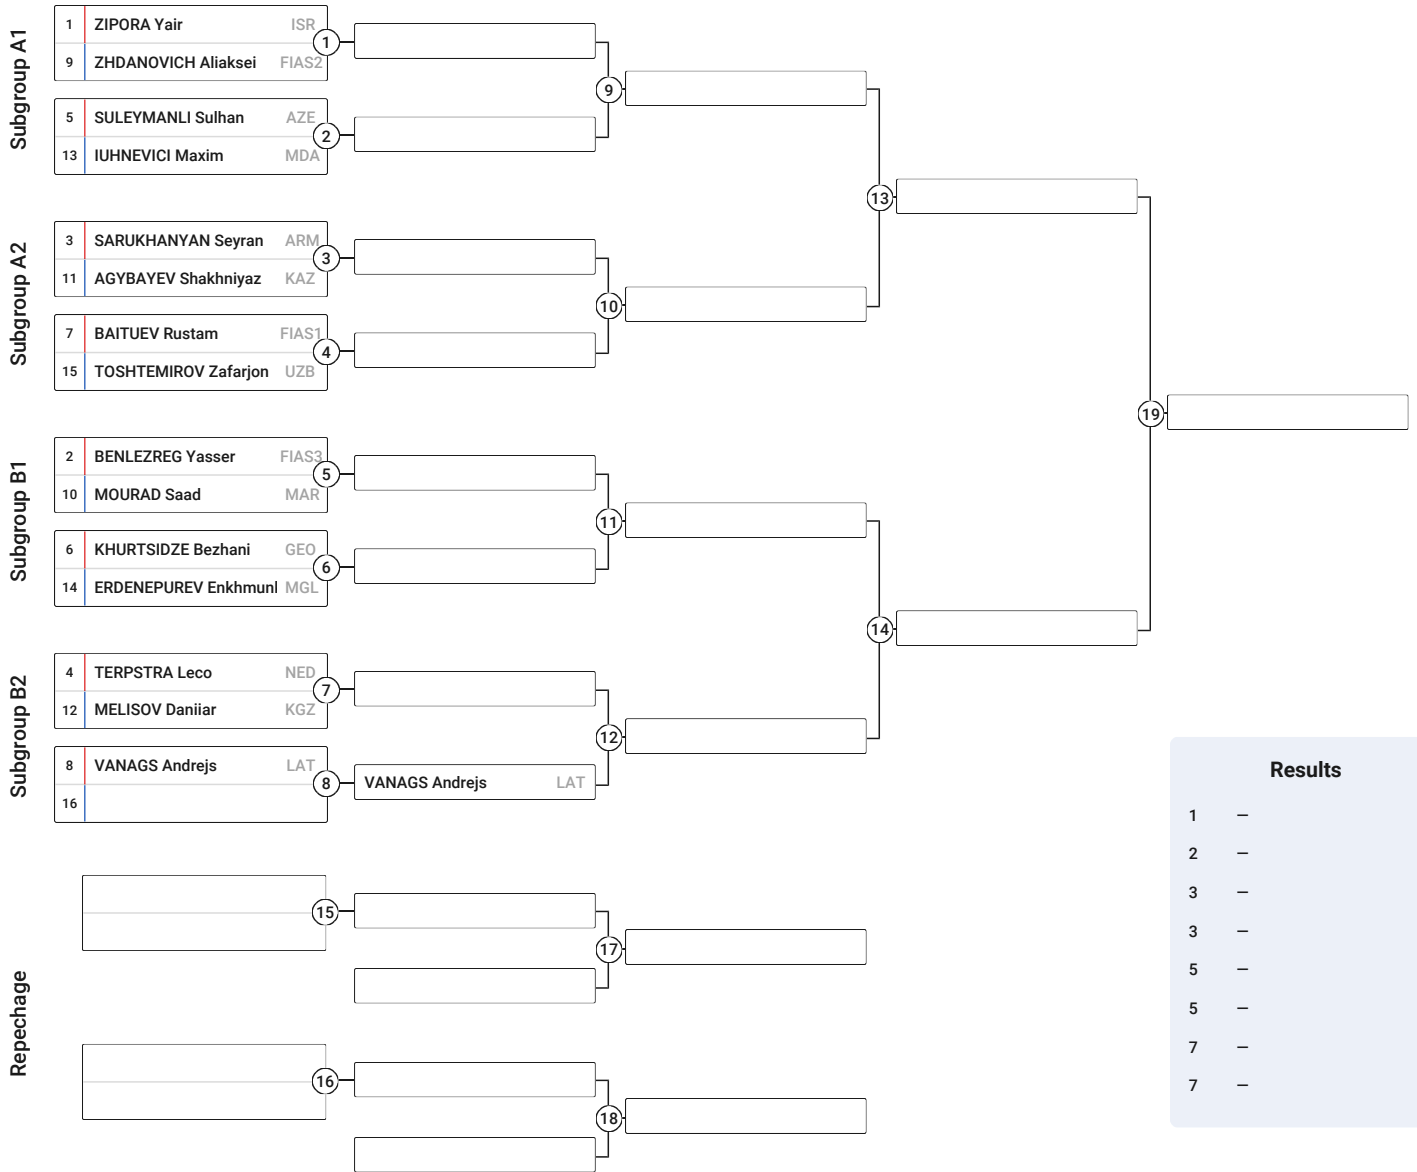 Subgroup A1
1 ZIPORA Yair ISR
9 ZHDANOVICH Aliaksei FIAS2
1
5 SULEYMANLI Sulhan AZE
13 IUHNEVICI Maxim MDA
2
9
Subgroup A2
3 SARUKHANYAN Seyran ARM
11 AGYBAYEV Shakhniyaz KAZ
3
7 BAITUEV Rustam FIAS1
15 TOSHTEMIROV Zafarjon UZB
4
10
13
Subgroup B1
2 BENLEZREG Yasser FIAS3
10 MOURAD Saad MAR
5
6 KHURTSIDZE Bezhani GEO
14 ERDENEPUREV Enkhmunl MGL
6
11
Subgroup B2
4 TERPSTRA Leco NED
12 MELISOV Daniiar KGZ
7
8 VANAGS Andrejs LAT
16
8
VANAGS Andrejs LAT
12
14
19
Repechage
15
17
16
18
Results
1 –
2 –
3 –
3 –
5 –
5 –
7 –
7 –